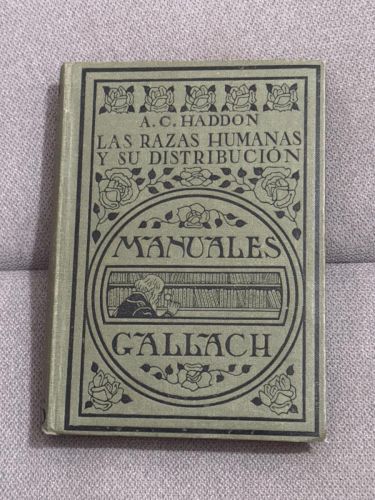 A. C. HADDON
LAS RAZAS HUMANAS
Y SU DISTRIBUCIÓN
MANUALES
GALLACH